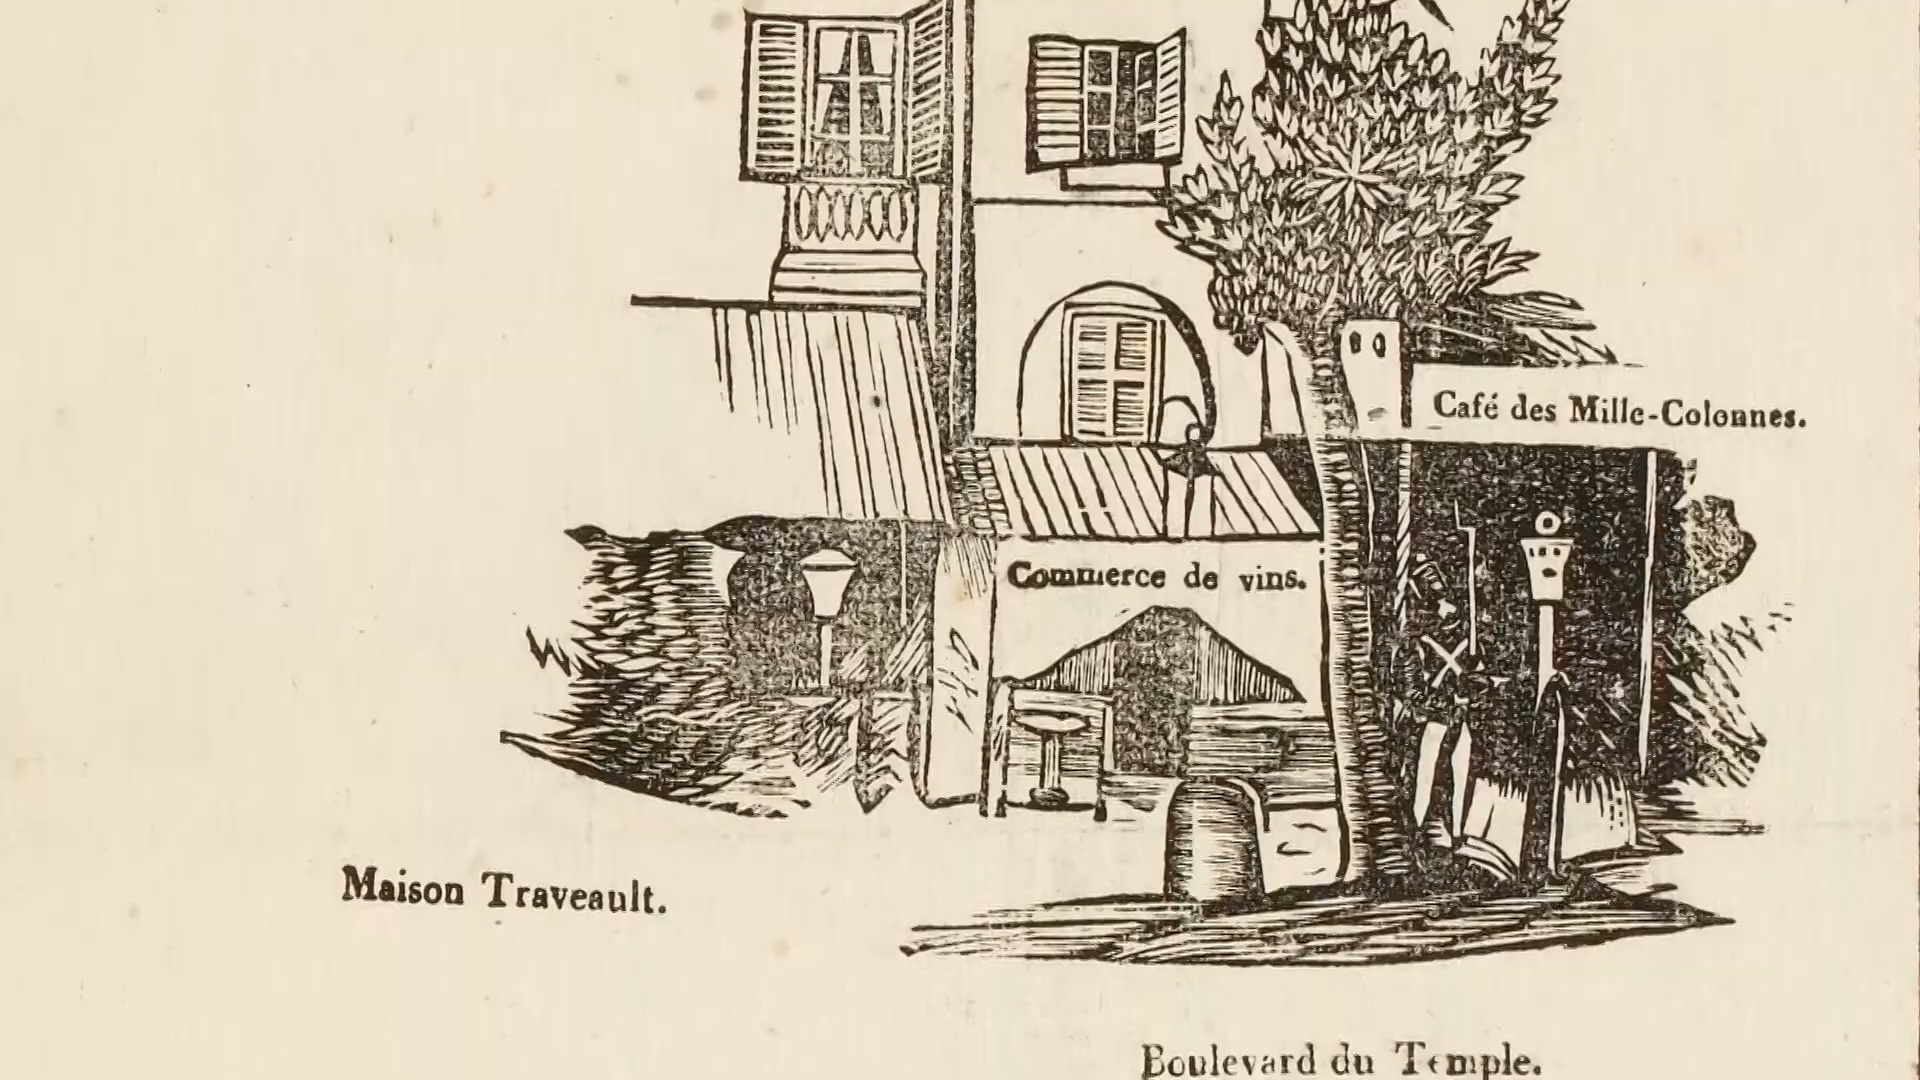 Café des Mille-Colonnes.
Commerce de vins.
Maison Traveault.
Boulevard du Temple.